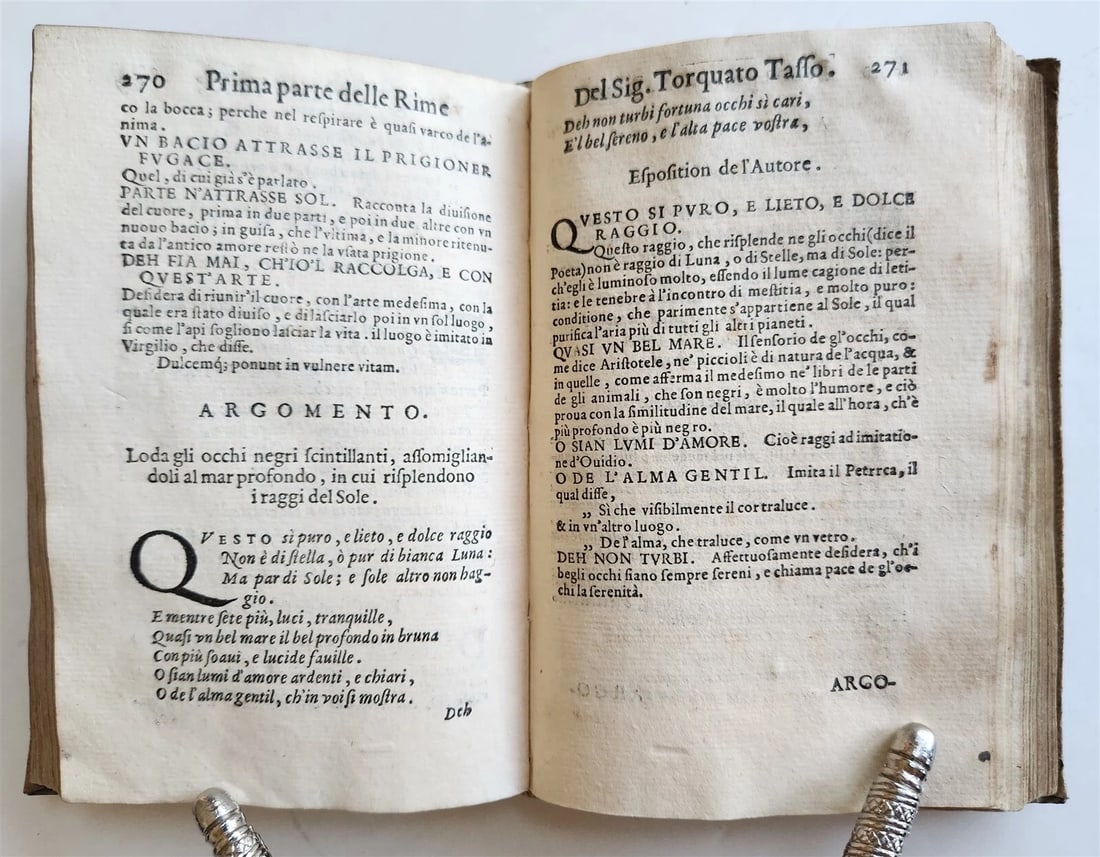 270 Prima parte delle Rime
co la bocca; perche nel reſpirare è quaſi varco de l'a-
nima.
VN BACIO ATTRASSE IL PRIGIONER
FVGACE.
Quel, di cui già s'è parlato.
PARTE N'ATTRASSE SOL. Racconta la diuiſione
del cuore, prima in due parti, e poi in due altre con vn
nuouo bacio; in guiſa, che l'vltima, e la minore ritenu-
ta da l'antico amore reſtò ne la vſata prigione.
DEH FIA MAI, CH'IO'L RACCOLGA, E CON
QVEST'ARTE.
Deſidera di riunir'il cuore, con l'arte medeſima, con la
quale era ſtato diuiſo, e di laſciarlo poi in vn ſol luogo,
ſi come l'api ſogliono laſciar la vita. il luogo è imitato in
Virgilio, che diſſe.
Dulcemq́; ponunt in vulnere vitam.
ARGOMENTO.
Loda gli occhi negri ſcintillanti, aſſomiglian-
doli al mar profondo, in cui riſplendono
i raggi del Sole.
QVESTO sì puro, e lieto, e dolce raggio
Non è di ſtella, ò pur di bianca Luna:
Ma par di Sole; e ſole altro non hag-
gio.
E mentre ſete più, luci, tranquille,
Quaſi vn bel mare il bel profondo in bruna
Con più ſoaui, e lucide fauille.
O ſian lumi d'amore ardenti, e chiari,
O de l'alma gentil, ch'in voi ſi moſtra.
Deh
Del Sig. Torquato Taſſo. 271
Deh non turbi fortuna occhi sì cari,
E'l bel ſereno, e l'alta pace voſtra,
Eſpoſition de l'Autore.
QVESTO SI PVRO, E LIETO, E DOLCE
RAGGIO.
Queſto raggio, che riſplende ne gli occhi (dice il
Poeta) non è raggio di Luna, o di Stelle, ma di Sole: per-
ch'egli è luminoſo molto, eſſendo il lume cagione di leti-
tia: e le tenebre à l'incontro di meſtitia, e molto puro:
conditione, che parimente s'appartiene al Sole, il qual
purifica l'aria più di tutti gli altri pianeti.
QVASI VN BEL MARE. Il ſenſorio de gl'occhi, co-
me dice Ariſtotele, ne' piccioli è di natura de l'acqua, &
in quelle, come afferma il medeſimo ne' libri de le parti
de gli animali, che ſon negri, è molto l'humore, e ciò
proua con la ſimilitudine del mare, il quale all'hora, ch'è
più profondo è più negro.
O SIAN LVMI D'AMORE. Cioè raggi ad imitatio-
ne d'Ouidio.
O DE L'ALMA GENTIL. Imita il Petrrca, il
qual diſſe,
„ Sì che viſibilmente il cor traluce.
& in vn'altro luogo.
„ De l'alma, che traluce, come vn vetro.
DEH NON TVRBI. Affettuoſamente deſidera, ch'i
begli occhi ſiano ſempre ſereni, e chiama pace de gl'oc-
chi la ſerenità.
ARGO-